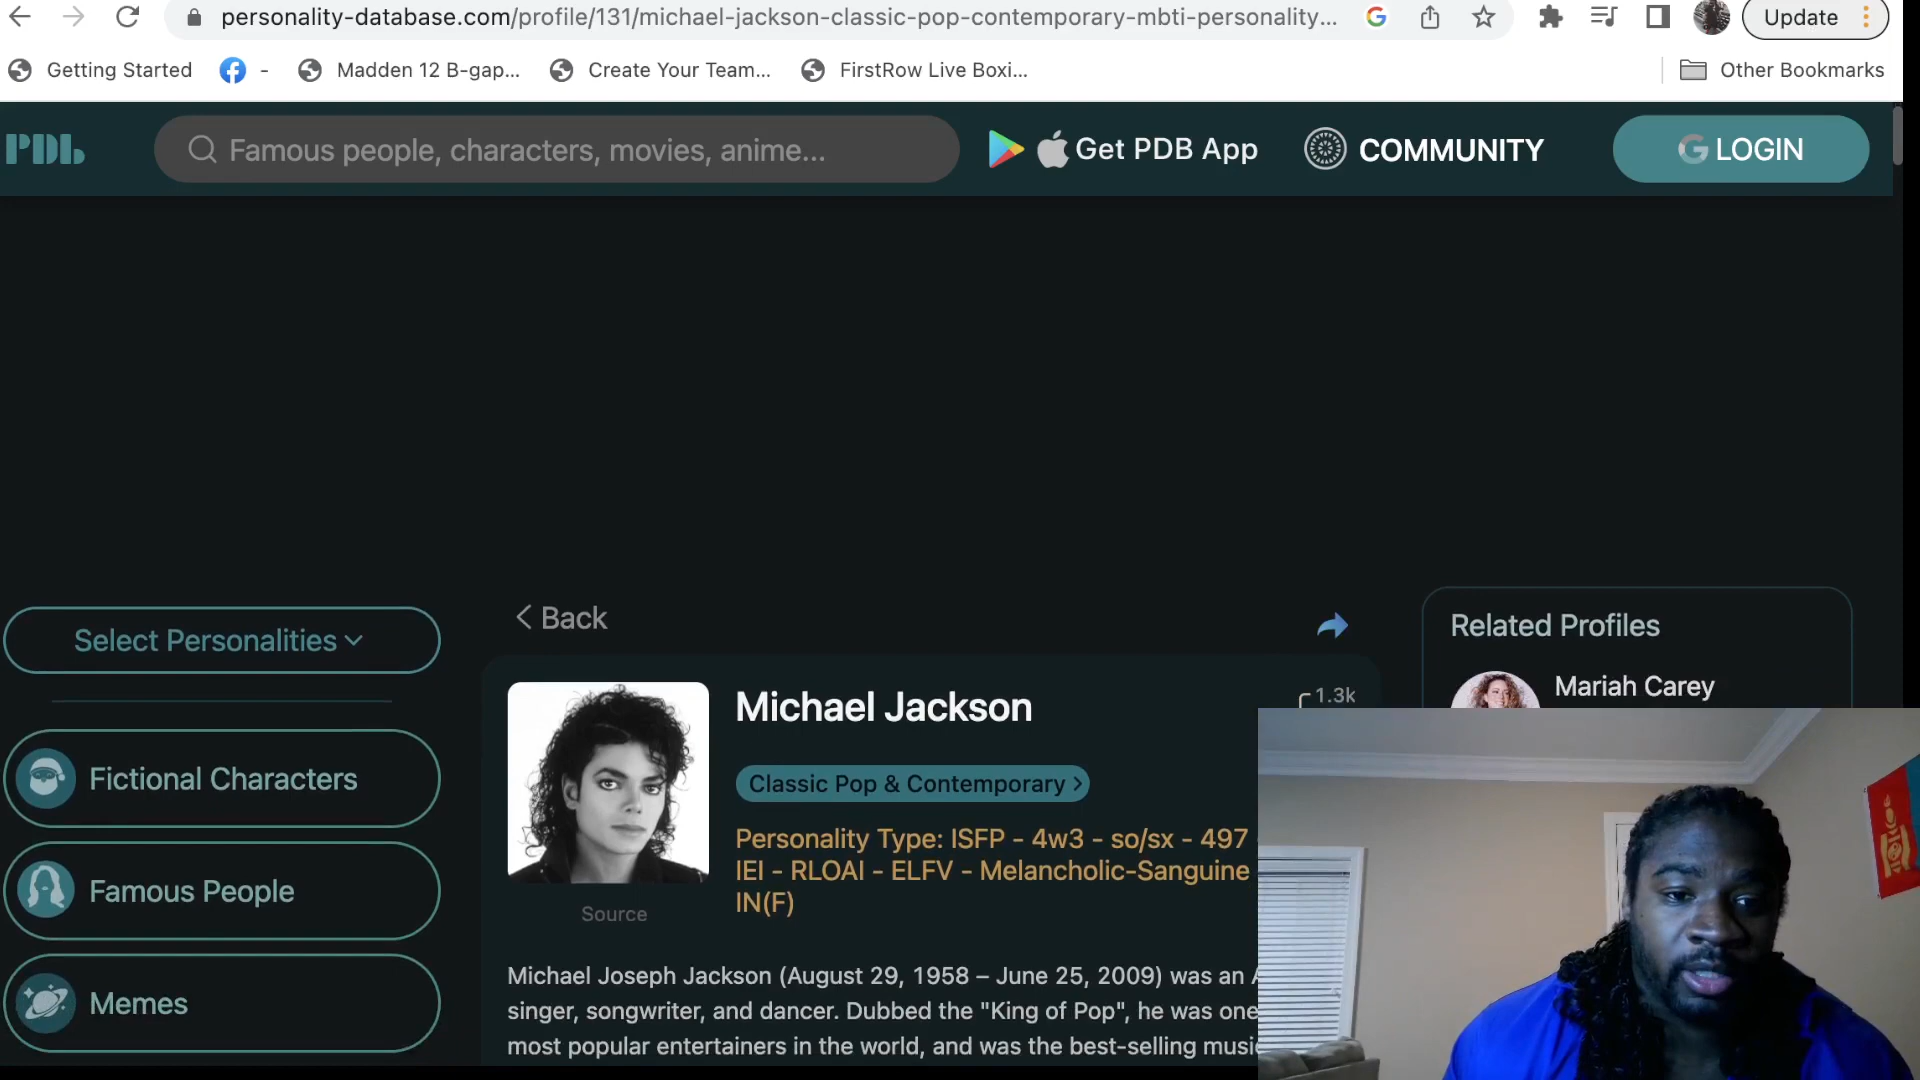 personality-database.com/profile/131/michael-jackson-classic-pop-contemporary-mbti-personality...
Update
Getting Started
-
Madden 12 B-gap...
Create Your Team...
FirstRow Live Boxi...
Other Bookmarks
PDb
Famous people, characters, movies, anime...
Get PDB App
COMMUNITY
G LOGIN
Select Personalities
Fictional Characters
Famous People
Memes
Back
1.3k
Michael Jackson
Classic Pop & Contemporary >
Personality Type: ISFP - 4w3 - so/sx - 497
IEI - RLOAI - ELFV - Melancholic-Sanguine
IN(F)
Source
Michael Joseph Jackson (August 29, 1958 – June 25, 2009) was an
singer, songwriter, and dancer. Dubbed the "King of Pop", he was one
most popular entertainers in the world, and was the best-selling
Related Profiles
Mariah Carey